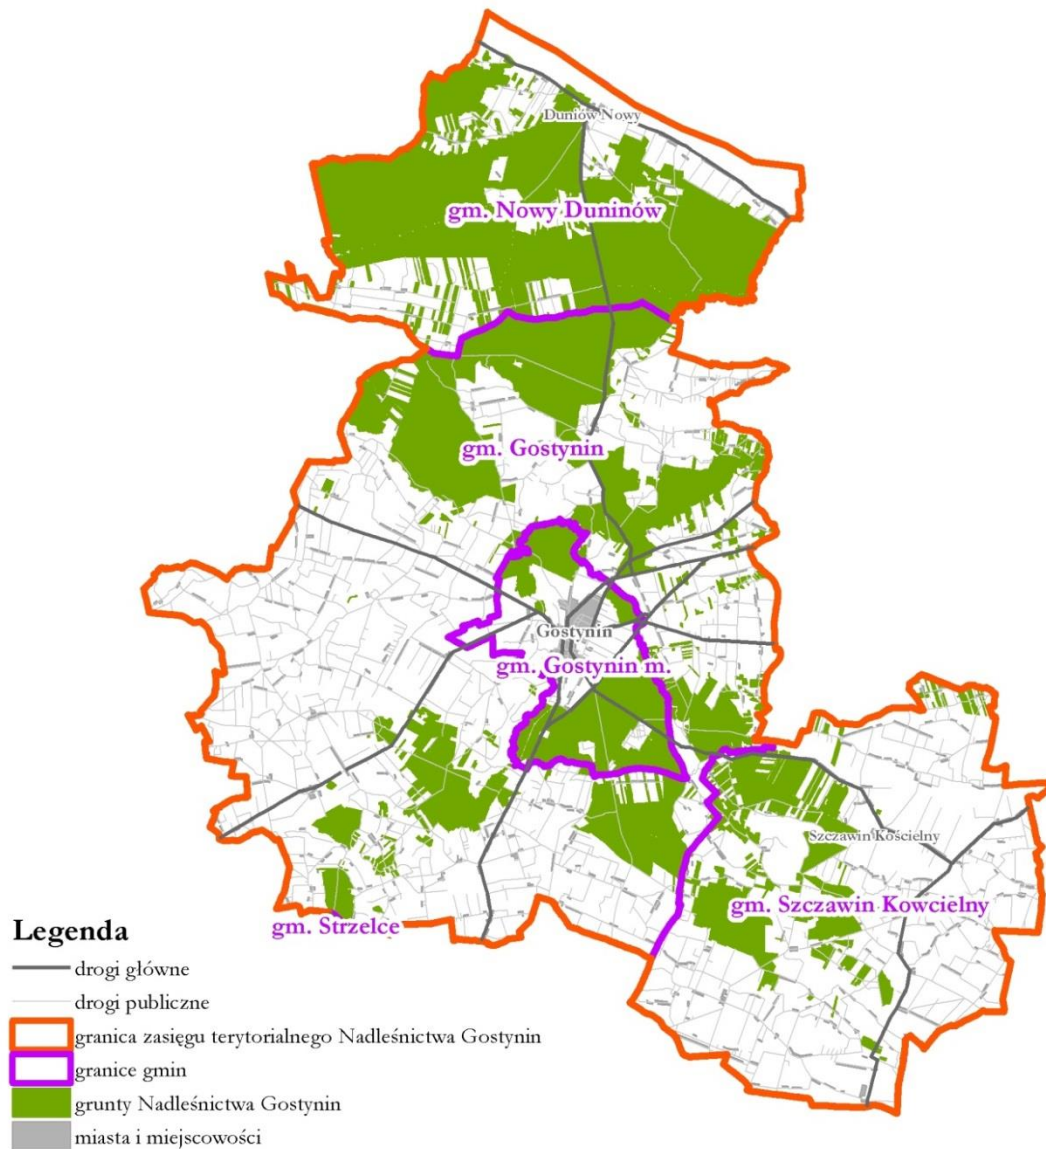 Duniów Nowy
gm. Nowy Duninów
gm. Gostynin
Gostynin
gm. Gostynin m.
Szczawin Kościelny
gm. Szczawin Kowcielny
gm. Strzelce
Legenda
drogi główne
drogi publiczne
granica zasięgu terytorialnego Nadleśnictwa Gostynin
granice gmin
grunty Nadleśnictwa Gostynin
miasta i miejscowości